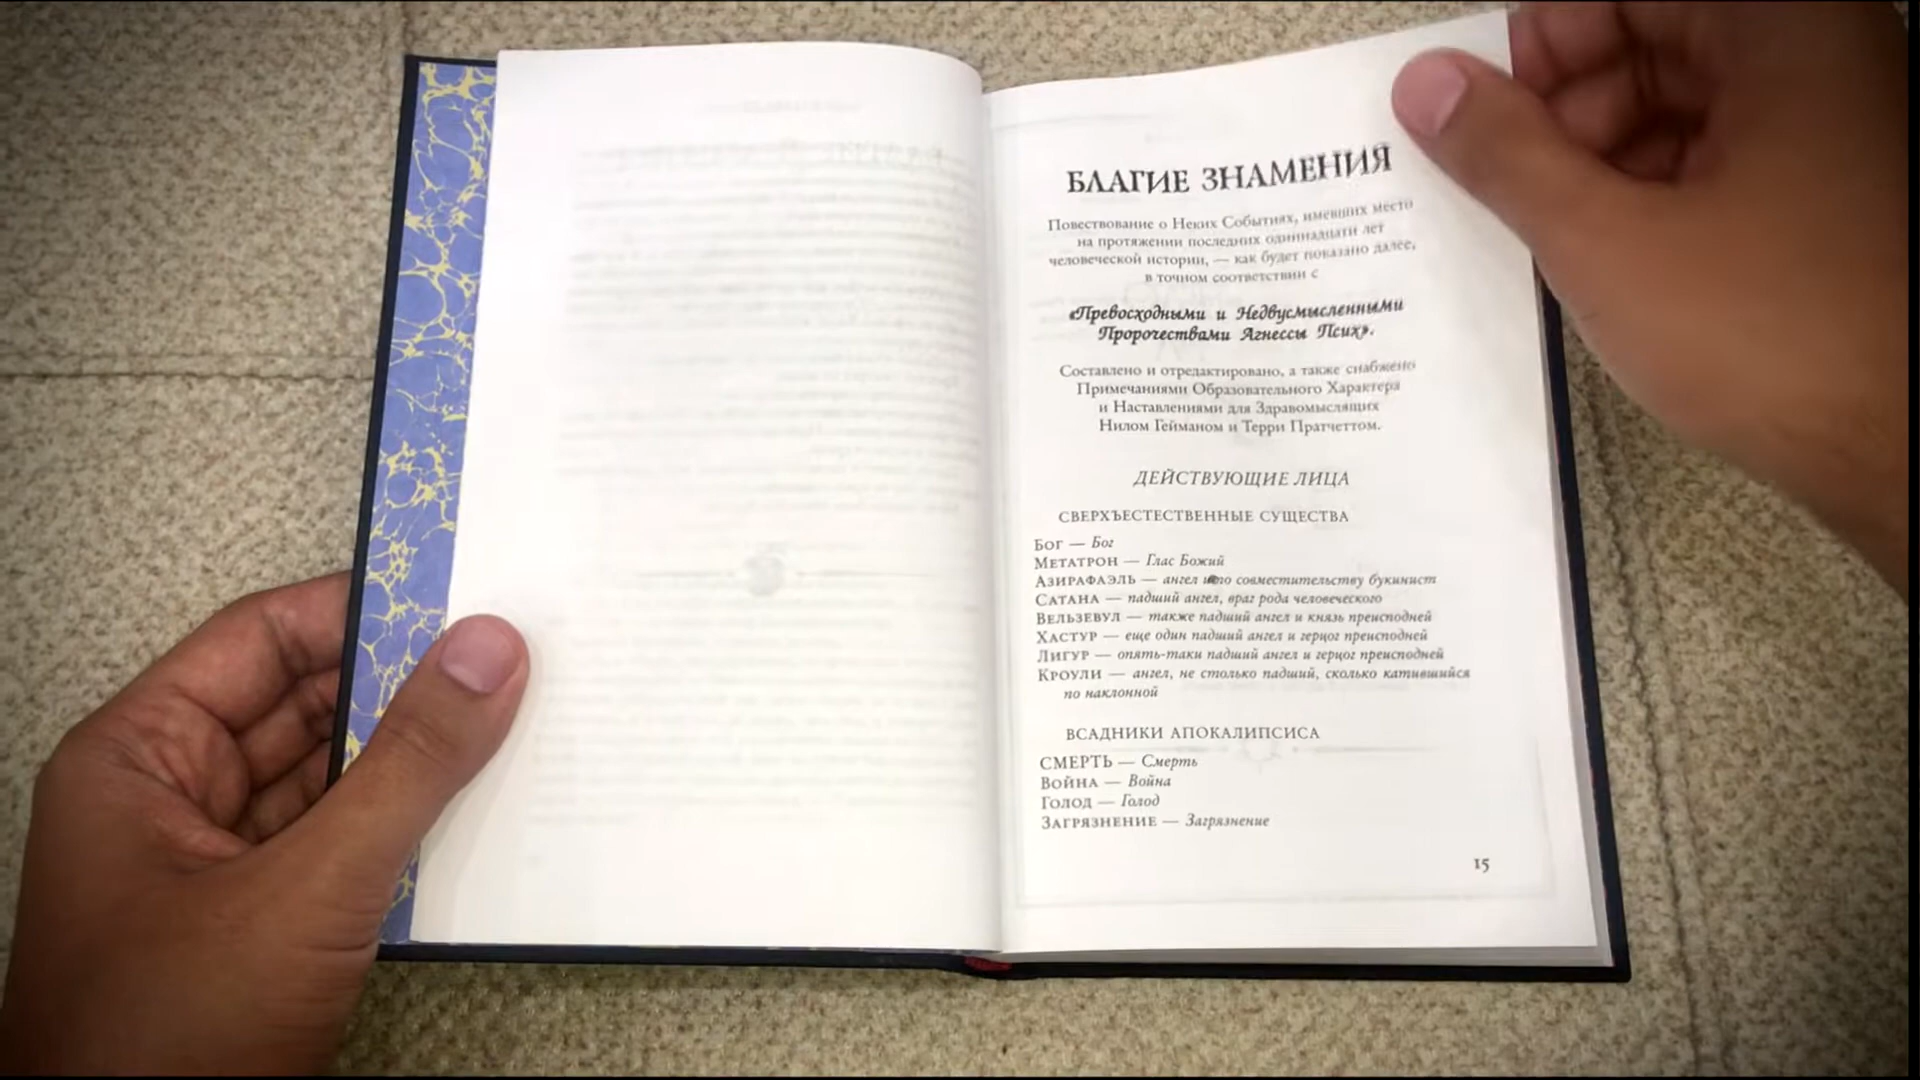 БЛАГИЕ ЗНАМЕНИЯ
Повествование о Неких Событиях, имевших место
на протяжении последних одиннадцати лет
человеческой истории, — как будет показано далее,
в точном соответствии с
«Превосходными и Недвусмысленными
Пророчествами Агнессы Псих».
Составлено и отредактировано, а также снабжено
Примечаниями Образовательного Характера
и Наставлениями для Здравомыслящих
Нилом Гейманом и Терри Пратчеттом.
ДЕЙСТВУЮЩИЕ ЛИЦА
СВЕРХЪЕСТЕСТВЕННЫЕ СУЩЕСТВА
Бог — Бог
Метатрон — Глас Божий
Азирафаэль — ангел и по совместительству букинист
Сатана — падший ангел, враг рода человеческого
Вельзевул — также падший ангел и князь преисподней
Хастур — еще один падший ангел и герцог преисподней
Лигур — опять-таки падший ангел и герцог преисподней
Кроули — ангел, не столько падший, сколько катившийся
по наклонной
ВСАДНИКИ АПОКАЛИПСИСА
СМЕРТЬ — Смерть
Война — Война
Голод — Голод
Загрязнение — Загрязнение
15